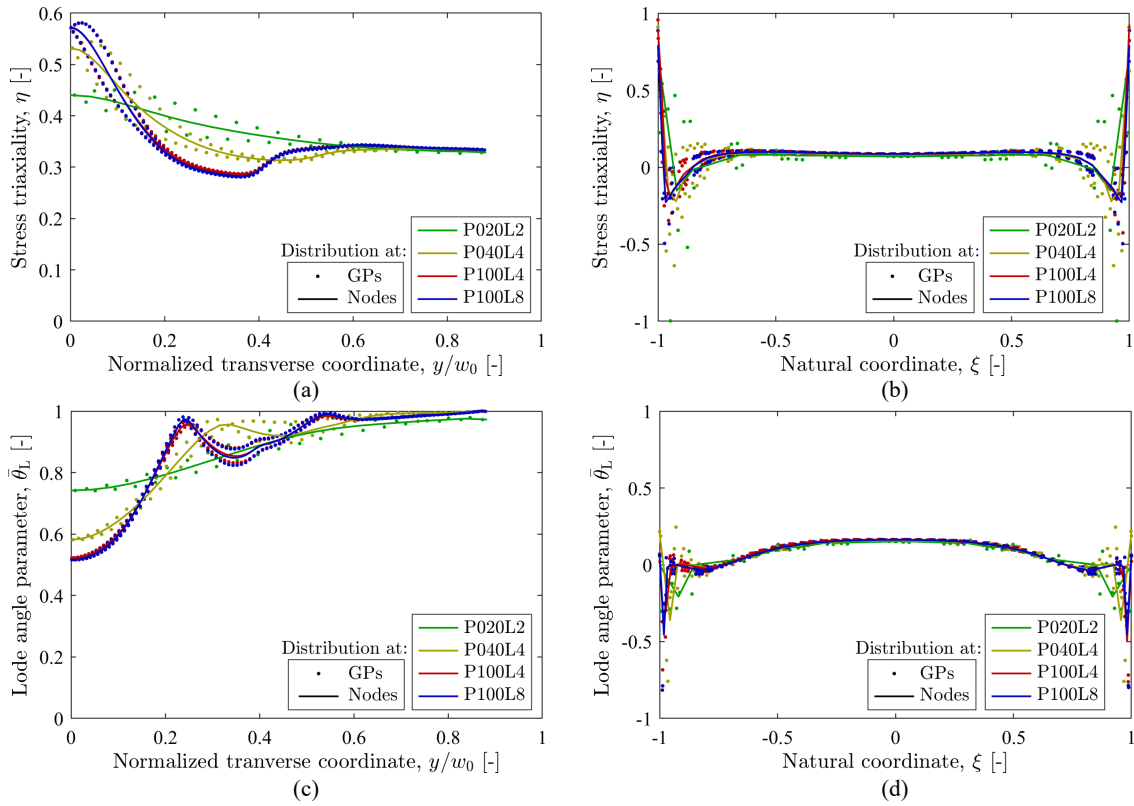 0.6
0.5
0.4
0.3
0.2
0.1
0
Stress triaxiality, η [-]
Distribution at:
GPs
Nodes
P020L2
P040L4
P100L4
P100L8
0 0.2 0.4 0.6 0.8 1
Normalized transverse coordinate, y/w0 [-]
(a)
1
0.5
0
-0.5
-1
Stress triaxiality, η [-]
Distribution at:
GPs
Nodes
P020L2
P040L4
P100L4
P100L8
-1 -0.5 0 0.5 1
Natural coordinate, ξ [-]
(b)
1
0.8
0.6
0.4
0.2
0
Lode angle parameter, θ̄L [-]
Distribution at:
GPs
Nodes
P020L2
P040L4
P100L4
P100L8
0 0.2 0.4 0.6 0.8 1
Normalized tranverse coordinate, y/w0 [-]
(c)
1
0.5
0
-0.5
-1
Lode angle parameter, θ̄L [-]
Distribution at:
GPs
Nodes
P020L2
P040L4
P100L4
P100L8
-1 -0.5 0 0.5 1
Natural coordinate, ξ [-]
(d)